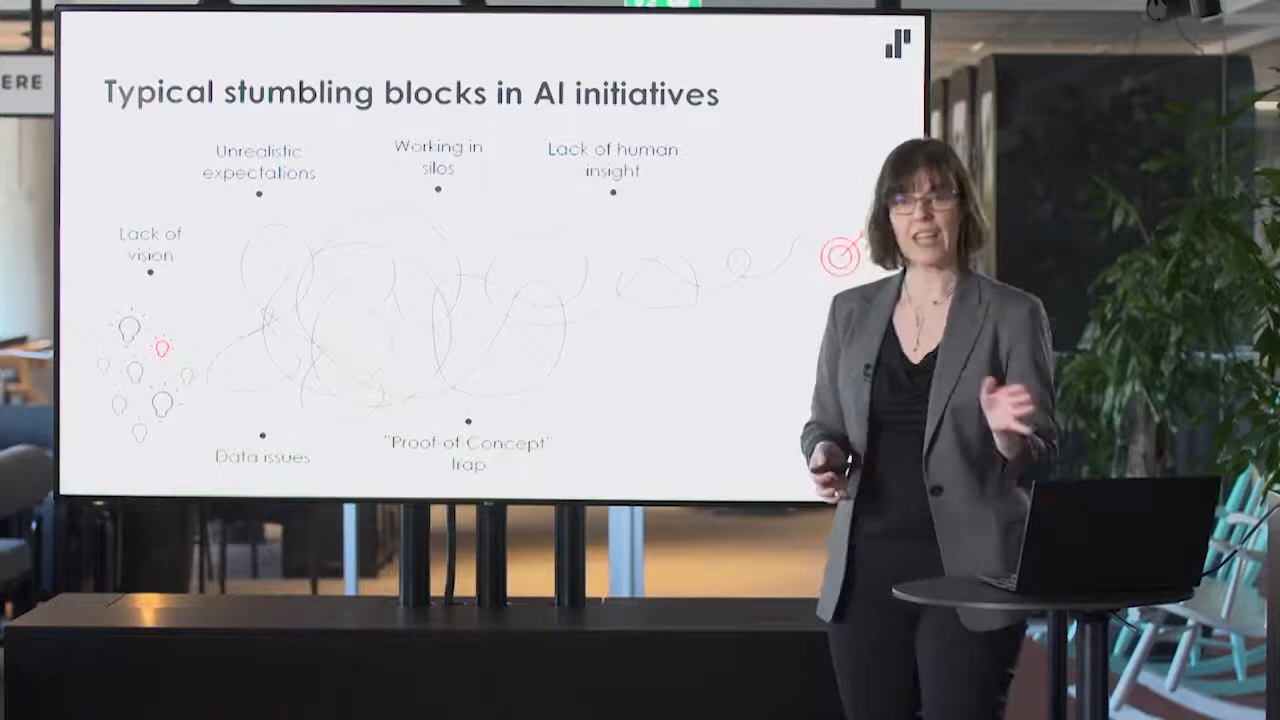 ERE
Typical stumbling blocks in AI initiatives
Unrealistic
expectations
Working in
silos
Lack of human
insight
Lack of
vision
Data issues
"Proof of Concept"
trap